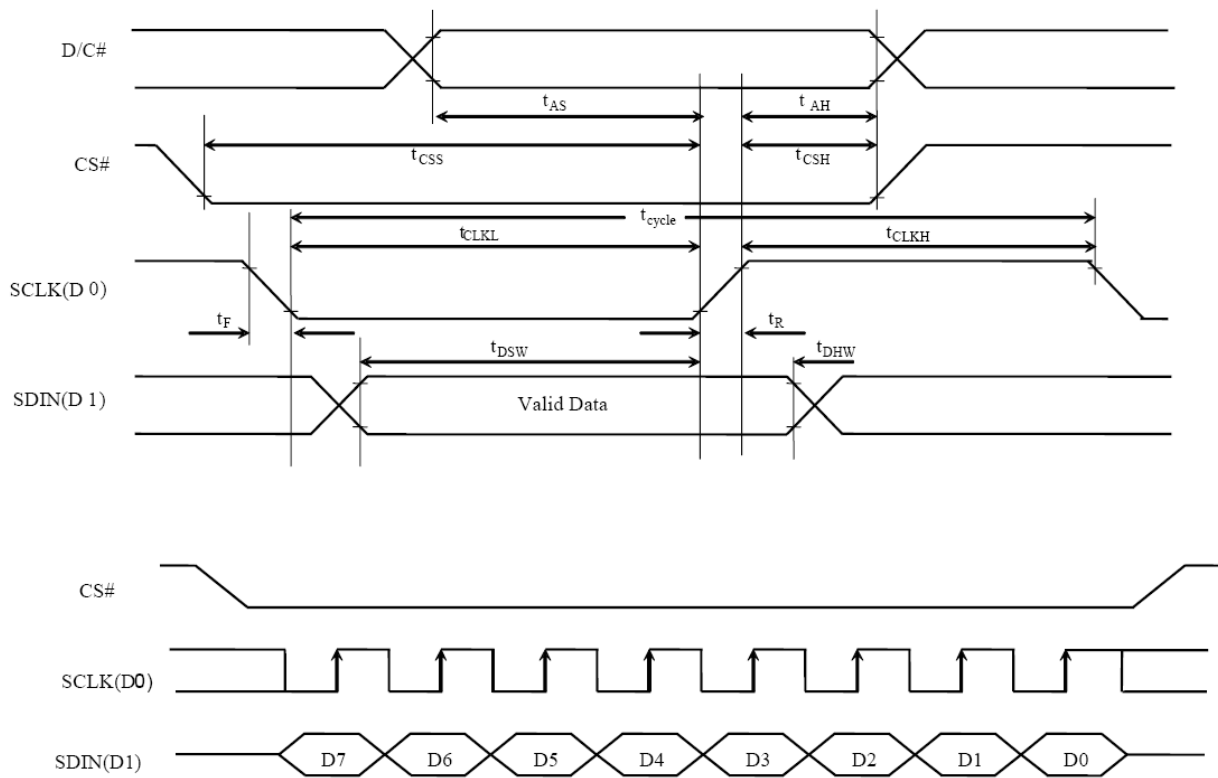 D/C#
tAS
t AH
CS#
tCSS
tCSH
tcycle
tCLKL
tCLKH
SCLK(D 0)
tF
tR
tDSW
tDHW
SDIN(D 1)
Valid Data
CS#
SCLK(D0)
SDIN(D1)
D7 D6 D5 D4 D3 D2 D1 D0